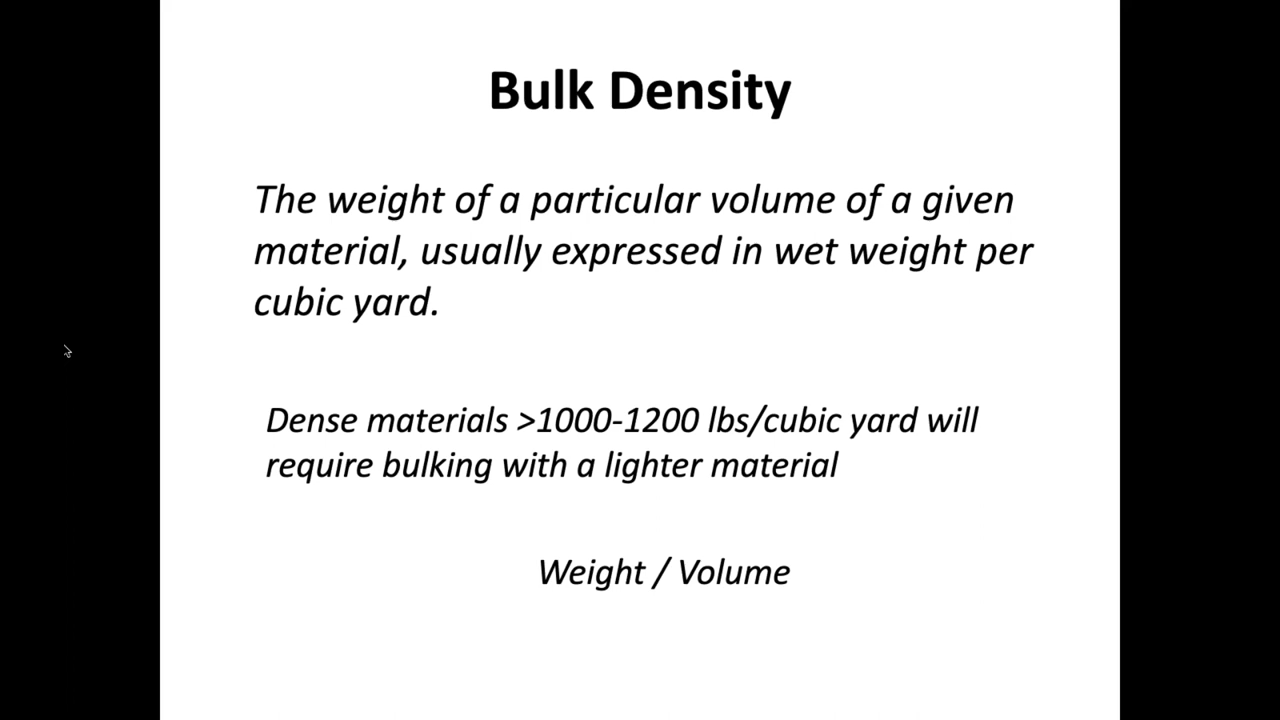 Bulk Density
The weight of a particular volume of a given
material, usually expressed in wet weight per
cubic yard.
Dense materials >1000-1200 lbs/cubic yard will
require bulking with a lighter material
Weight / Volume